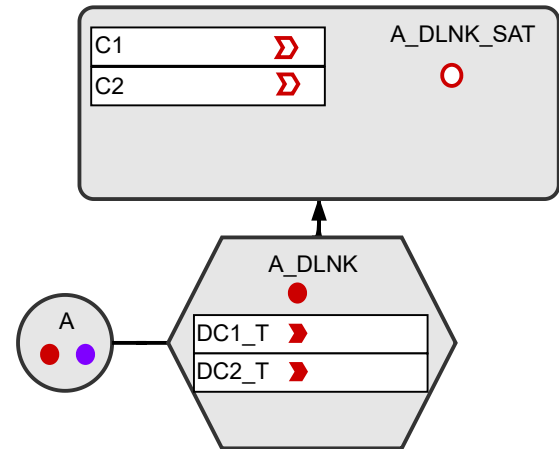 C1
A_DLNK_SAT
C2
A_DLNK
A
DC1_T
DC2_T